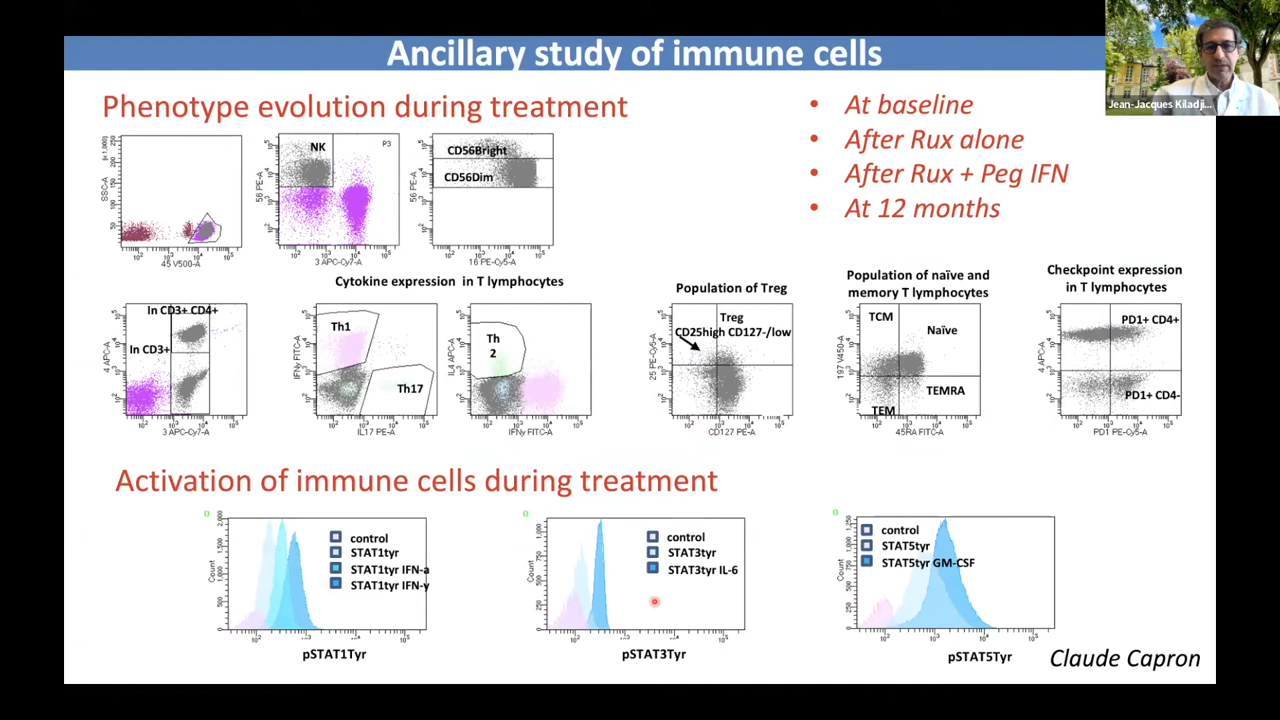 Ancillary study of immune cells
Jean-Jacques Kiladji...
Phenotype evolution during treatment
• At baseline
• After Rux alone
• After Rux + Peg IFN
• At 12 months
SSC-A
(x 1,000)
45 V500-A
NK
P3
56 PE-A
3 APC-Cy7-A
CD56Bright
CD56Dim
56 PE-A
16 PE-Cy5-A
Cytokine expression in T lymphocytes
Population of Treg
Population of naïve and
memory T lymphocytes
Checkpoint expression
in T lymphocytes
In CD3+ CD4+
In CD3+
4 APC-A
3 APC-Cy7-A
Th1
Th17
IFNγ FITC-A
IL17 PE-A
Th
2
IL4 APC-A
IFNγ FITC-A
Treg
CD25high CD127-/low
25 PE-Cy5-A
CD127 PE-A
TCM
Naïve
TEMRA
TEM
197 V450-A
45RA FITC-A
PD1+ CD4+
PD1+ CD4-
4 APC-A
PD1 PE-Cy5-A
Activation of immune cells during treatment
control
STAT1tyr
STAT1tyr IFN-a
STAT1tyr IFN-y
Count
pSTAT1Tyr
control
STAT3tyr
STAT3tyr IL-6
Count
pSTAT3Tyr
control
STAT5tyr
STAT5tyr GM-CSF
Count
pSTAT5Tyr
Claude Capron